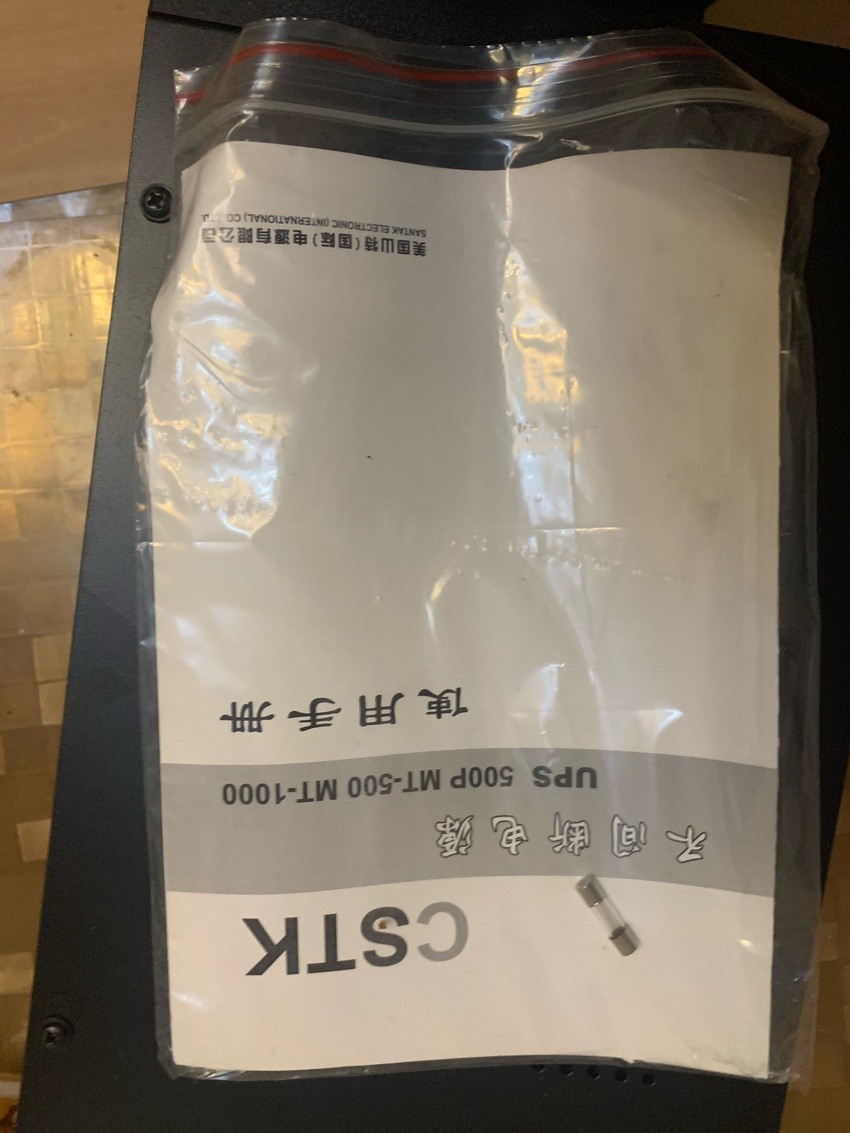 CSTK
不间断电源
UPS 500P MT-500 MT-1000
使用手册
美国山特(国际)电源有限公司
SANTAK ELECTRONIC (INTERNATIONAL) CO.,LTD.